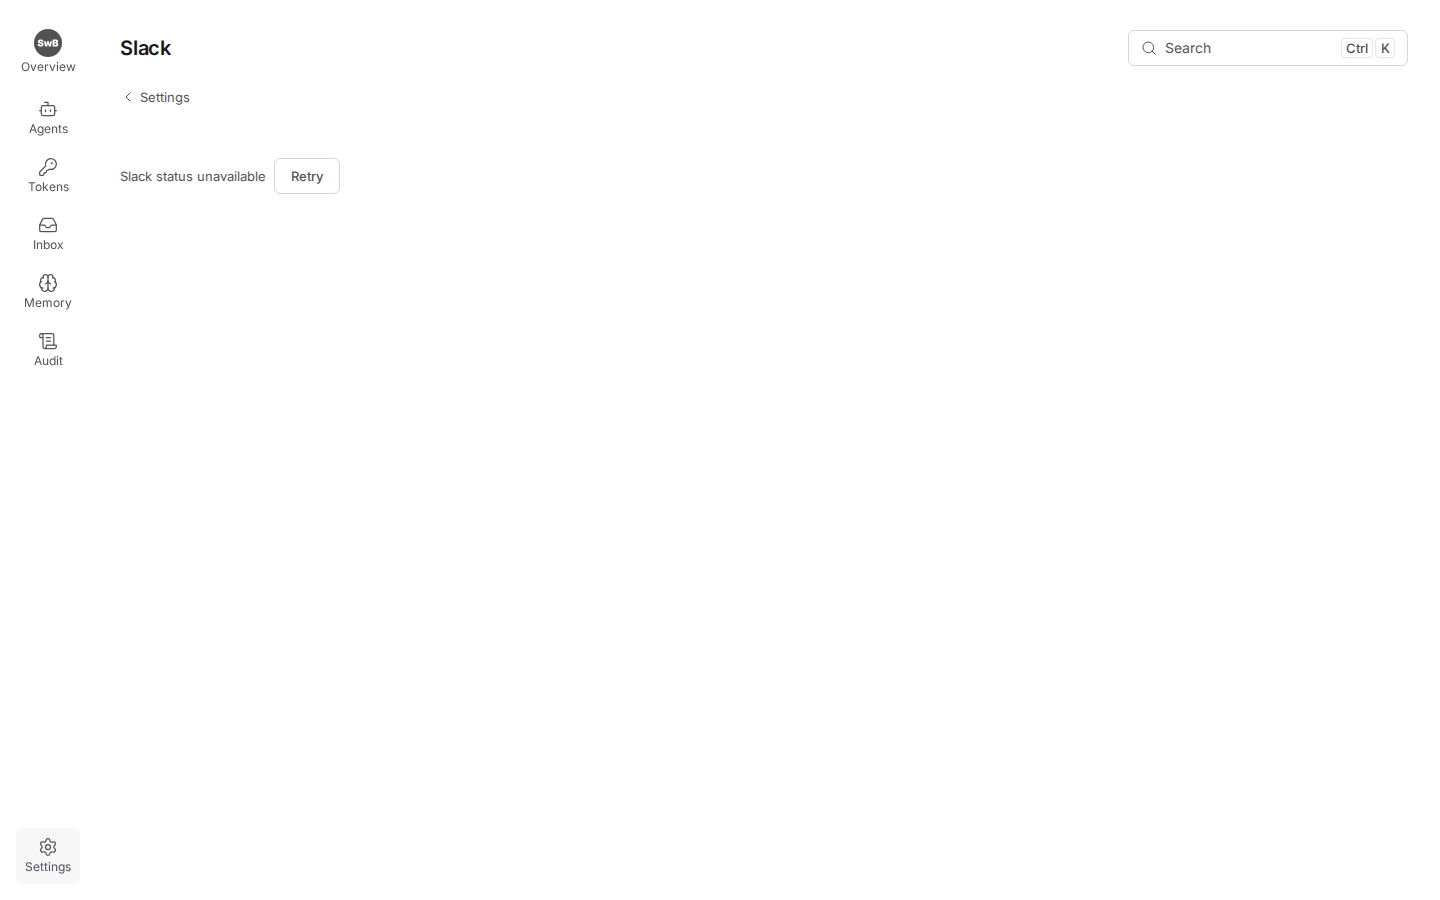 SwB
Overview
Agents
Tokens
Inbox
Memory
Audit
Settings
Slack
Search Ctrl K
Settings
Slack status unavailable Retry